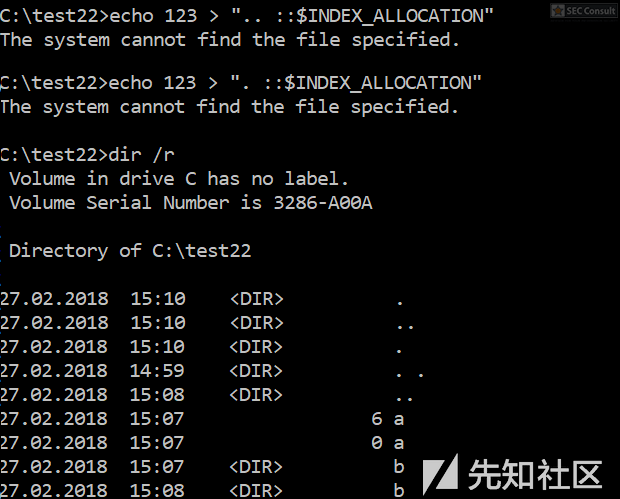 SEC Consult
C:\test22>echo 123 > ".. ::$INDEX_ALLOCATION"
The system cannot find the file specified.
C:\test22>echo 123 > ". ::$INDEX_ALLOCATION"
The system cannot find the file specified.
C:\test22>dir /r
Volume in drive C has no label.
Volume Serial Number is 3286-A00A
Directory of C:\test22
27.02.2018 15:10 <DIR> .
27.02.2018 15:10 <DIR> ..
27.02.2018 15:10 <DIR> .
27.02.2018 14:59 <DIR> . .
27.02.2018 15:08 <DIR> ..
27.02.2018 15:07 6 a
27.02.2018 15:07 0 a
27.02.2018 15:07 <DIR> b
27.02.2018 15:08 <DIR> b
先知社区